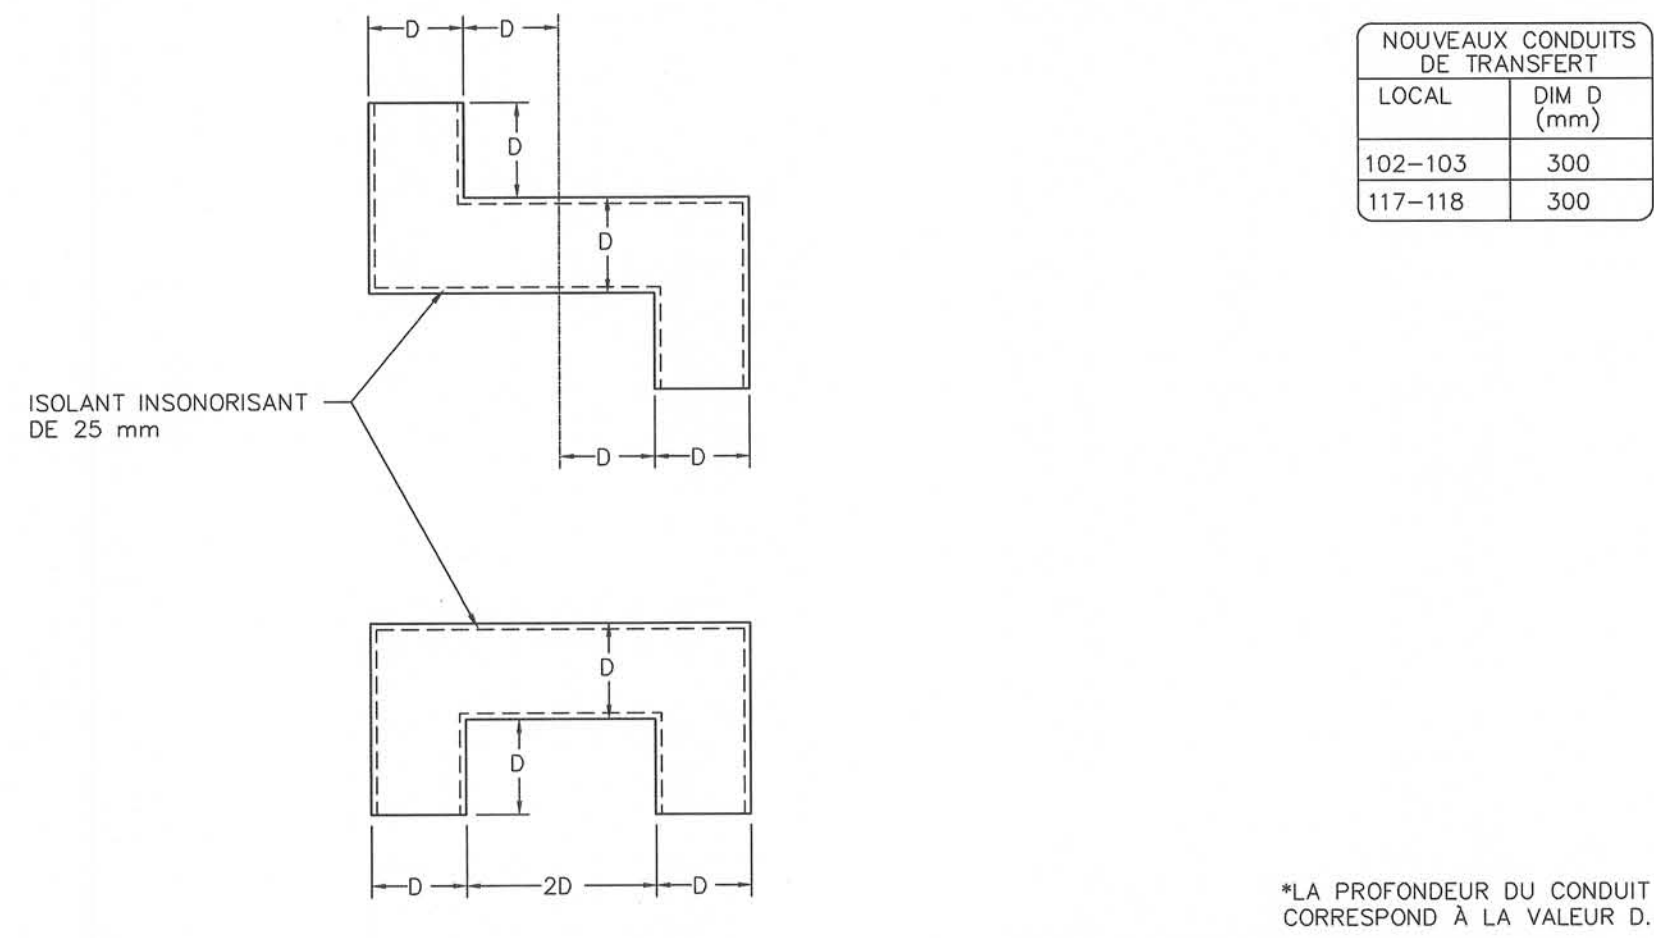 D D
NOUVEAUX CONDUITS
DE TRANSFERT
LOCAL DIM D
(mm)
102-103 300
117-118 300
D
D
ISOLANT INSONORISANT
DE 25 mm
D D
D
D
D 2D D
*LA PROFONDEUR DU CONDUIT
CORRESPOND À LA VALEUR D.